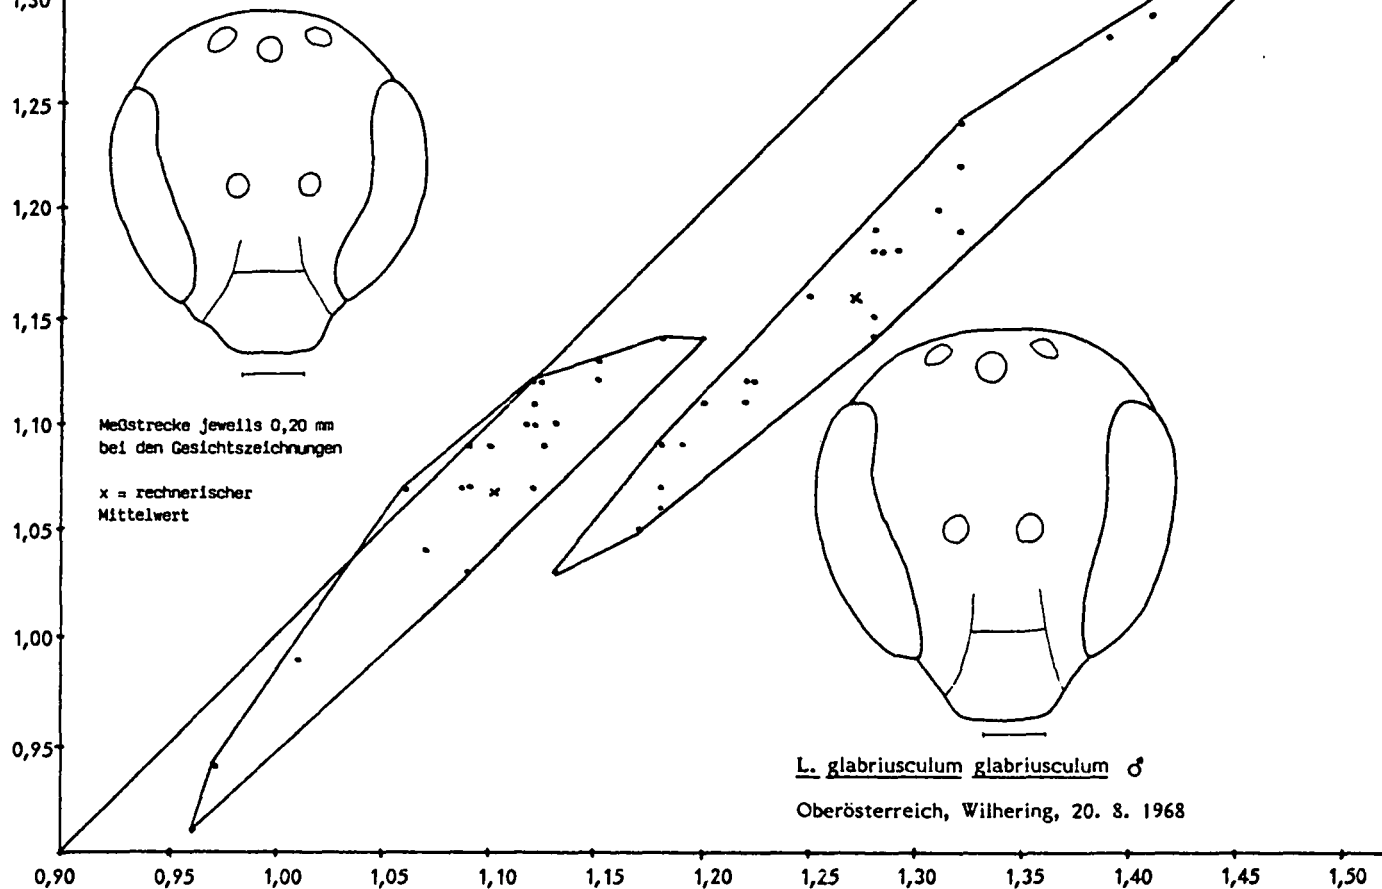 1,30
1,25
1,20
1,15
1,10
1,05
1,00
0,95
Meßstrecke jeweils 0,20 mm
bei den Gesichtszeichnungen
x = rechnerischer
Mittelwert
L. glabriusculum glabriusculum ♂
Oberösterreich, Wilhering, 20. 8. 1968
0,90 0,95 1,00 1,05 1,10 1,15 1,20 1,25 1,30 1,35 1,40 1,45 1,50